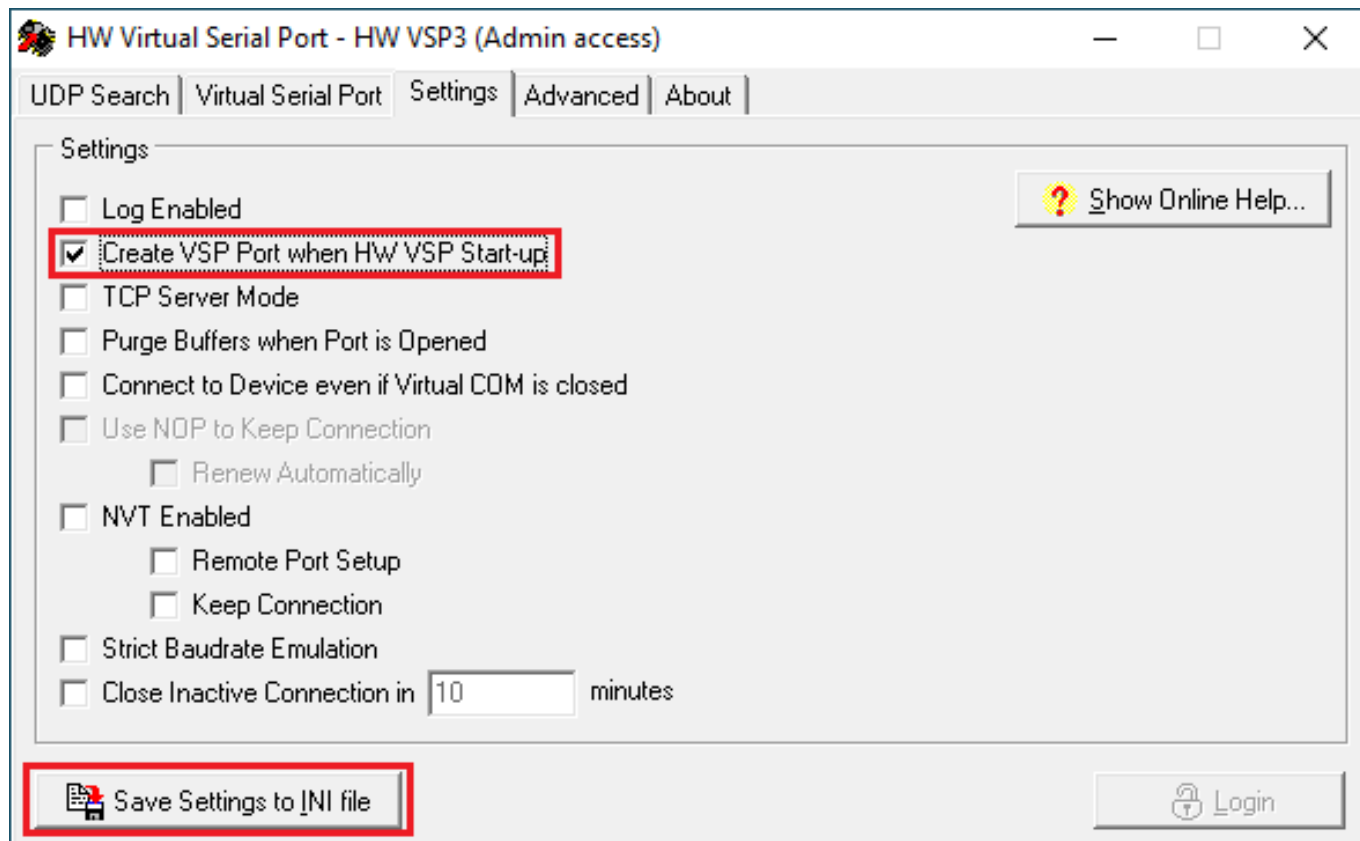 HW Virtual Serial Port - HW VSP3 (Admin access)
UDP Search Virtual Serial Port Settings Advanced About
Settings
Show Online Help...
Log Enabled
Create VSP Port when HW VSP Start-up
TCP Server Mode
Purge Buffers when Port is Opened
Connect to Device even if Virtual COM is closed
Use NOP to Keep Connection
Renew Automatically
NVT Enabled
Remote Port Setup
Keep Connection
Strict Baudrate Emulation
Close Inactive Connection in 10 minutes
Save Settings to INI file
Login